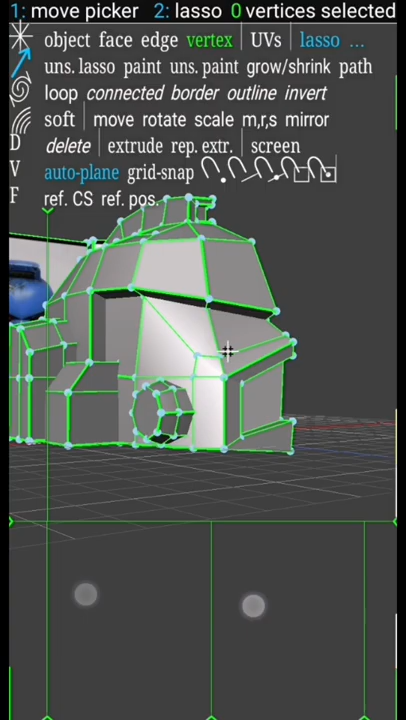 1: move picker 2: lasso 0 vertices selected
object face edge vertex UVs lasso ...
uns. lasso paint uns. paint grow/shrink path
loop connected border outline invert
soft move rotate scale m,r,s mirror
D delete extrude rep. extr. screen
V auto-plane grid-snap
F ref. CS ref. pos.